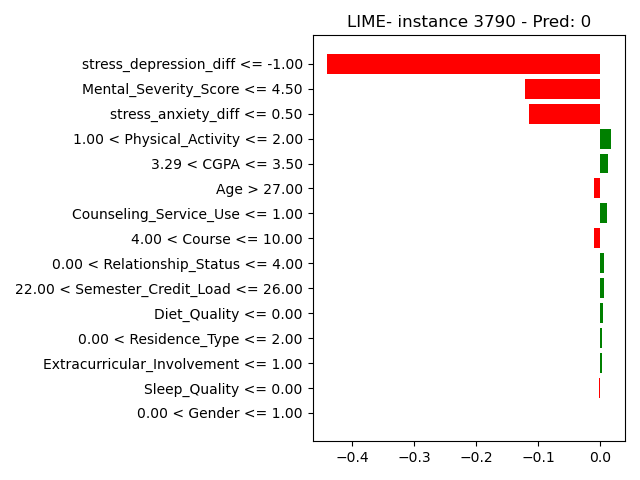 LIME- instance 3790 - Pred: 0
stress_depression_diff <= -1.00
Mental_Severity_Score <= 4.50
stress_anxiety_diff <= 0.50
1.00 < Physical_Activity <= 2.00
3.29 < CGPA <= 3.50
Age > 27.00
Counseling_Service_Use <= 1.00
4.00 < Course <= 10.00
0.00 < Relationship_Status <= 4.00
22.00 < Semester_Credit_Load <= 26.00
Diet_Quality <= 0.00
0.00 < Residence_Type <= 2.00
Extracurricular_Involvement <= 1.00
Sleep_Quality <= 0.00
0.00 < Gender <= 1.00
−0.4 −0.3 −0.2 −0.1 0.0